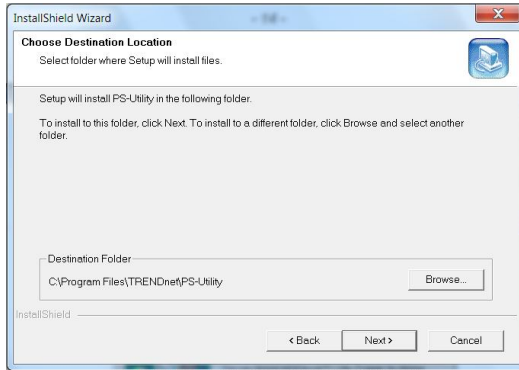 InstallShield Wizard
Choose Destination Location
Select folder where Setup will install files.
Setup will install PS-Utility in the following folder.
To install to this folder, click Next. To install to a different folder, click Browse and select another
folder.
Destination Folder
C:\Program Files\TRENDnet\PS-Utility
Browse...
InstallShield
< Back
Next >
Cancel